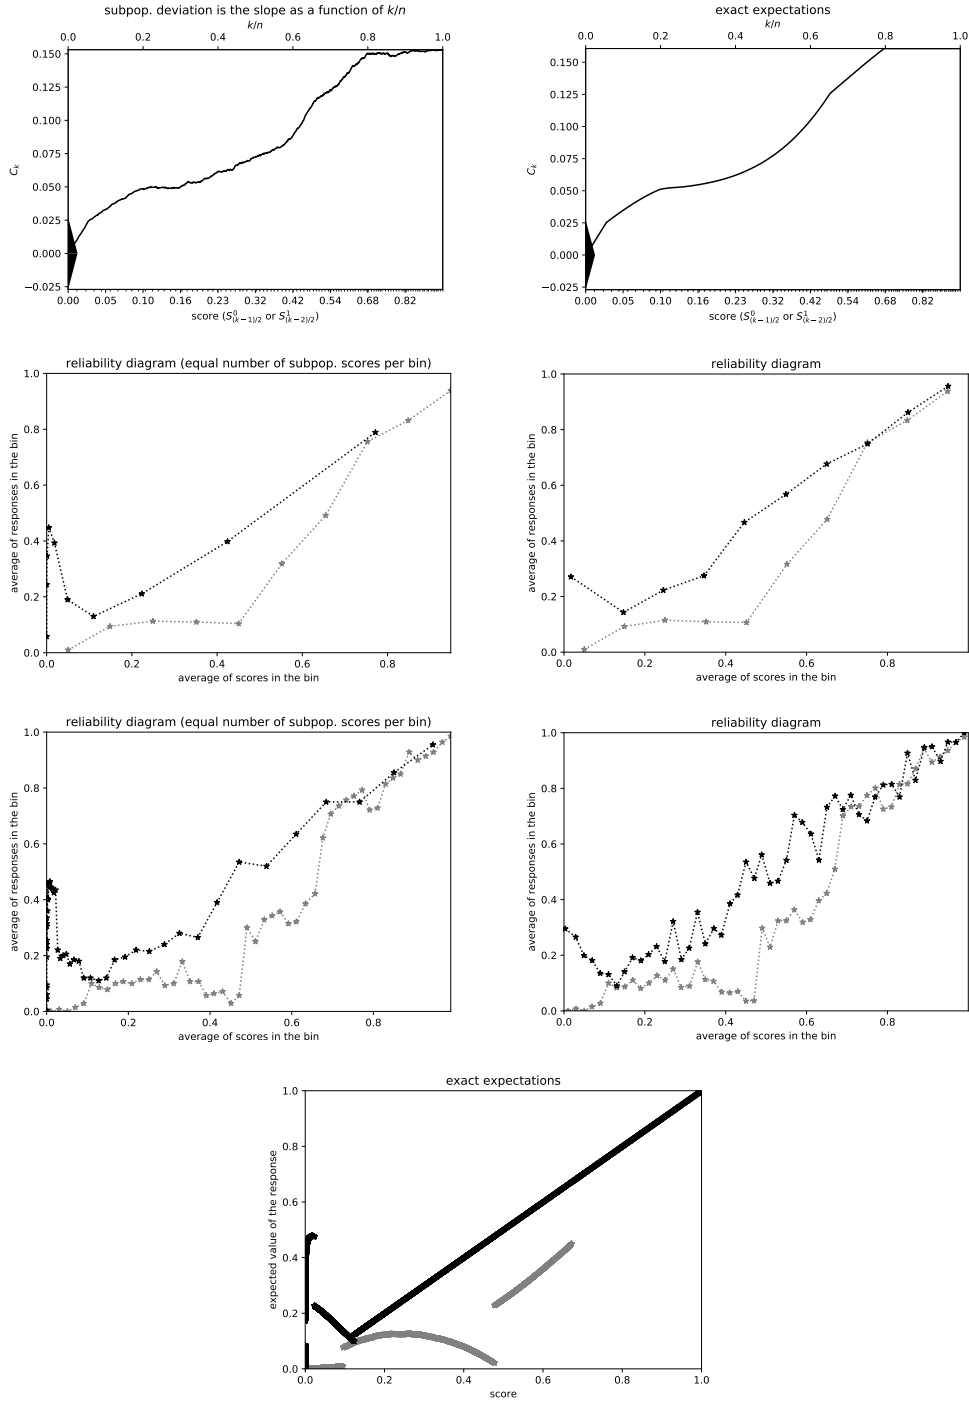 subpop. deviation is the slope as a function of k/n
k/n
0.0 0.2 0.4 0.6 0.8 1.0
0.150
0.125
0.100
0.075
0.050
0.025
0.000
−0.025
C_k
0.00 0.05 0.10 0.16 0.23 0.32 0.42 0.54 0.68 0.82
score (S^0_{(k−1)/2} or S^1_{(k−2)/2})
exact expectations
k/n
0.0 0.2 0.4 0.6 0.8 1.0
0.150
0.125
0.100
0.075
0.050
0.025
0.000
−0.025
C_k
0.00 0.05 0.10 0.16 0.23 0.32 0.42 0.54 0.68 0.82
score (S^0_{(k−1)/2} or S^1_{(k−2)/2})
reliability diagram (equal number of subpop. scores per bin)
1.0
0.8
0.6
0.4
0.2
0.0
average of responses in the bin
0.0 0.2 0.4 0.6 0.8
average of scores in the bin
reliability diagram
1.0
0.8
0.6
0.4
0.2
0.0
average of responses in the bin
0.0 0.2 0.4 0.6 0.8
average of scores in the bin
reliability diagram (equal number of subpop. scores per bin)
1.0
0.8
0.6
0.4
0.2
0.0
average of responses in the bin
0.0 0.2 0.4 0.6 0.8
average of scores in the bin
reliability diagram
1.0
0.8
0.6
0.4
0.2
0.0
average of responses in the bin
0.0 0.2 0.4 0.6 0.8
average of scores in the bin
exact expectations
1.0
0.8
0.6
0.4
0.2
0.0
expected value of the response
0.0 0.2 0.4 0.6 0.8 1.0
score